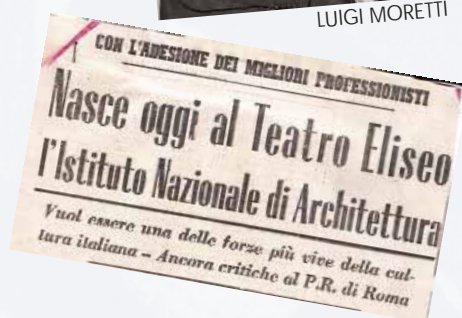 LUIGI MORETTI
CON L'ADESIONE DEI MIGLIORI PROFESSIONISTI
Nasce oggi al Teatro Eliseo
l'Istituto Nazionale di Architettura
Vuol essere una delle forze più vive della cul-
tura italiana – Ancora critiche al P.R. di Roma